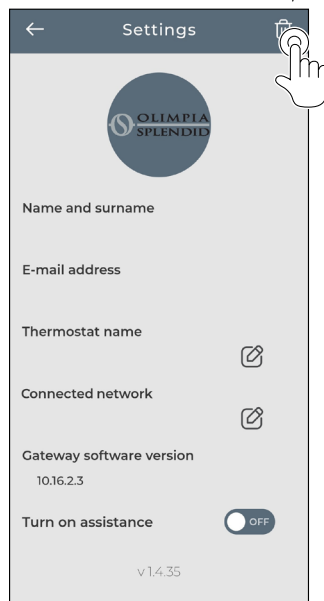 Settings
OLIMPIA
SPLENDID
Name and surname
E-mail address
Thermostat name
Connected network
Gateway software version
10.16.2.3
Turn on assistance
OFF
v 1.4.35